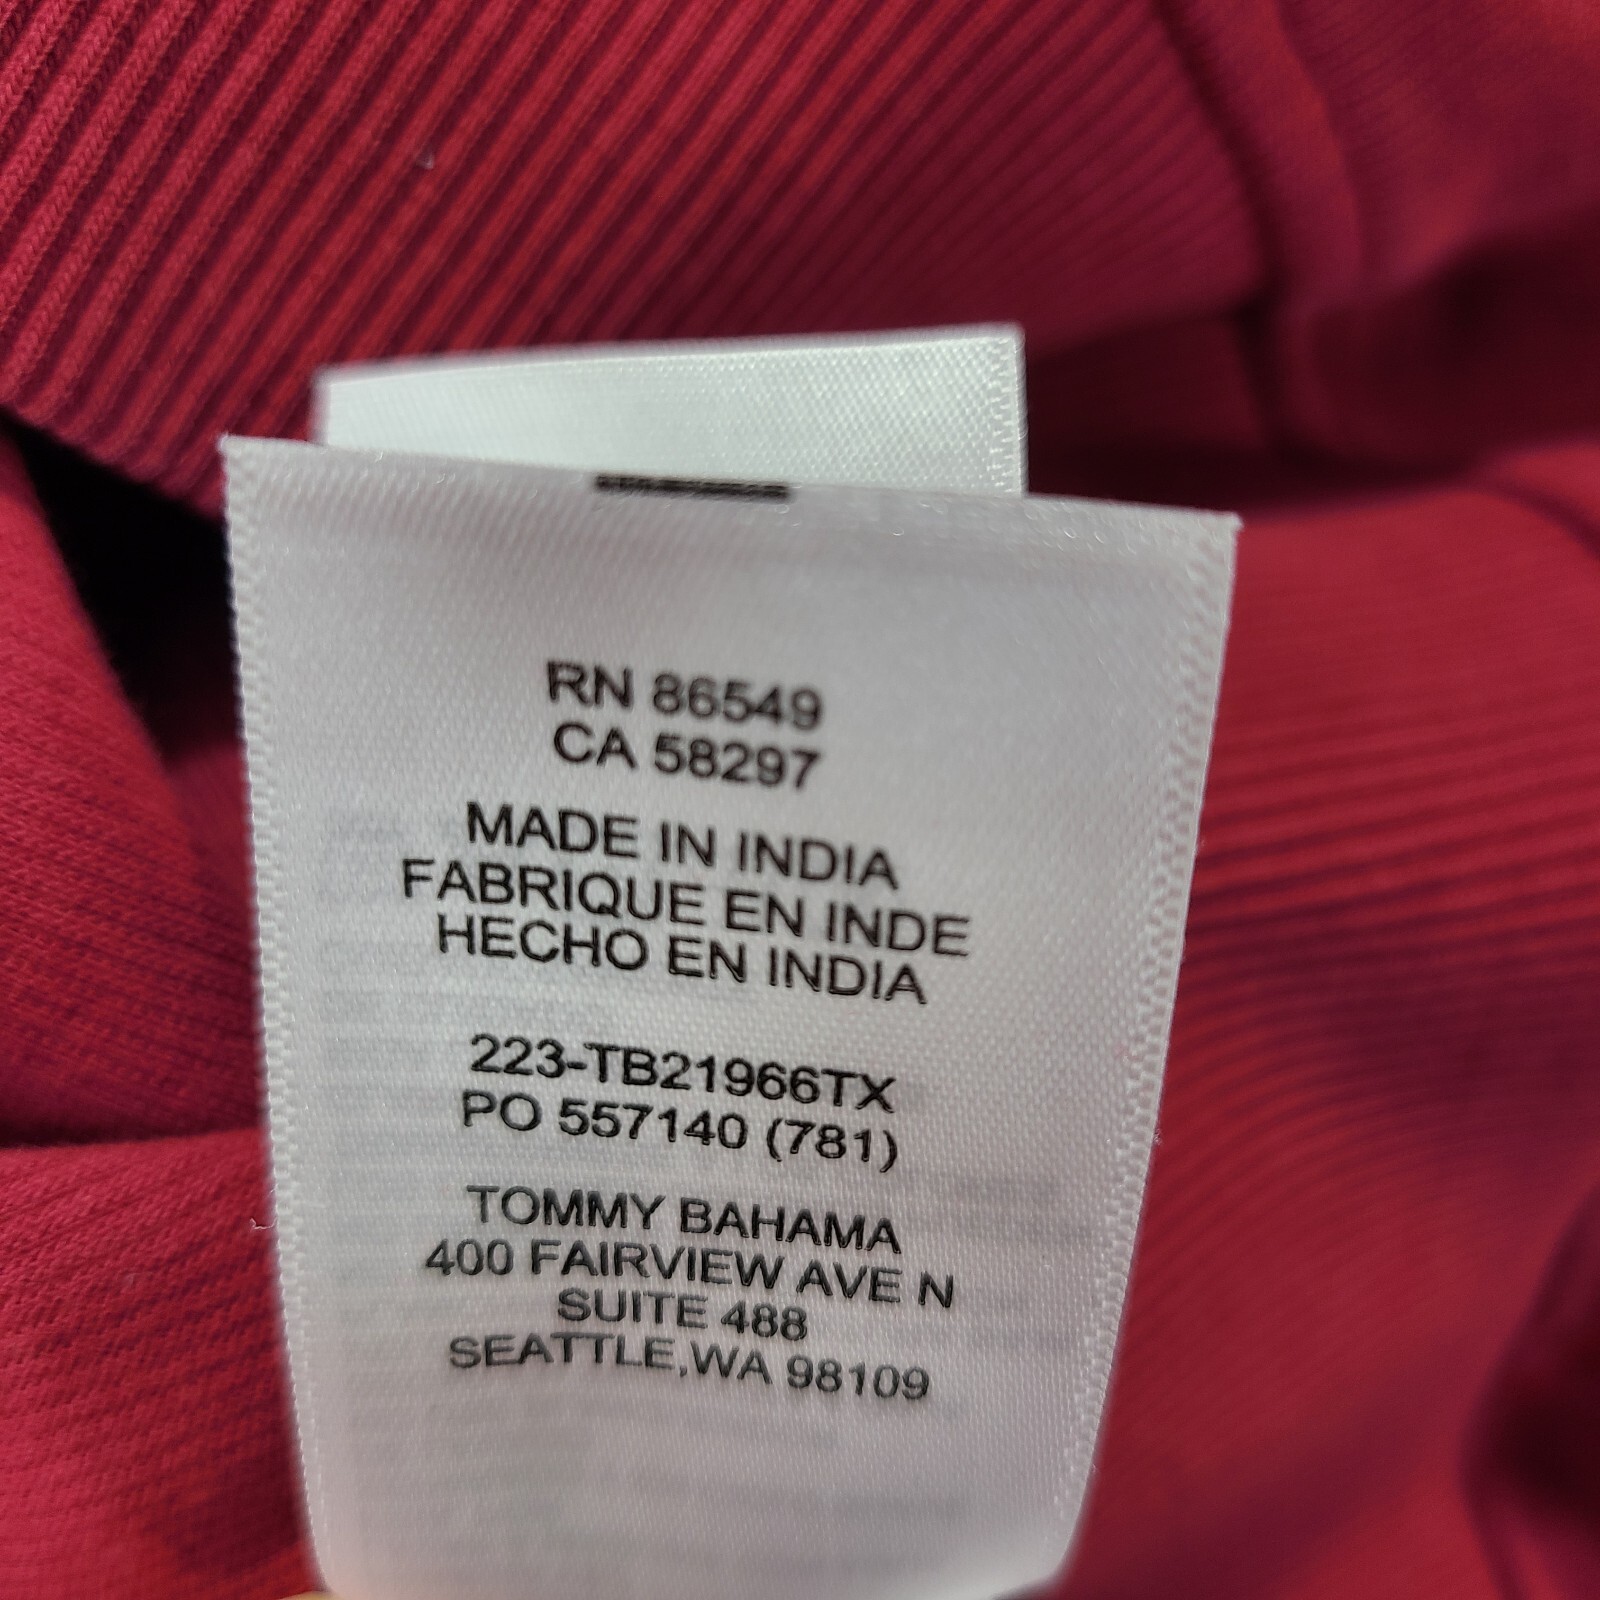 RN 86549
CA 58297
MADE IN INDIA
FABRIQUE EN INDE
HECHO EN INDIA
223-TB21966TX
PO 557140 (781)
TOMMY BAHAMA
400 FAIRVIEW AVE N
SUITE 488
SEATTLE,WA 98109